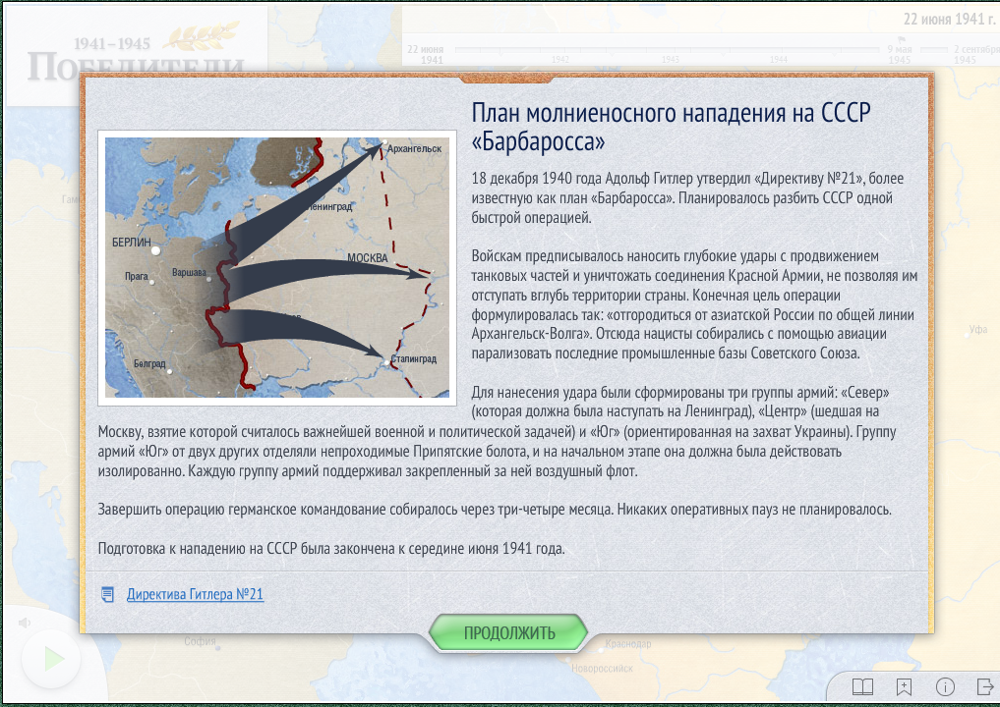 22 июня 1941 г.
1941–1945
ПОБЕДИТЕЛИ
22 июня
1941
1942
1943
1944
9 мая
1945
2 сентября
1945
План молниеносного нападения на СССР
«Барбаросса»
Архангельск
Ленинград
БЕРЛИН
МОСКВА
Прага
Варшава
Белград
Сталинград
18 декабря 1940 года Адольф Гитлер утвердил «Директиву №21», более
известную как план «Барбаросса». Планировалось разбить СССР одной
быстрой операцией.
Войскам предписывалось наносить глубокие удары с продвижением
танковых частей и уничтожать соединения Красной Армии, не позволяя им
отступать вглубь территории страны. Конечная цель операции
формулировалась так: «отгородиться от азиатской России по общей линии
Архангельск-Волга». Отсюда нацисты собирались с помощью авиации
парализовать последние промышленные базы Советского Союза.
Для нанесения удара были сформированы три группы армий: «Север»
(которая должна была наступать на Ленинград), «Центр» (шедшая на
Москву, взятие которой считалось важнейшей военной и политической задачей) и «Юг» (ориентированная на захват Украины). Группу
армий «Юг» от двух других отделяли непроходимые Припятские болота, и на начальном этапе она должна была действовать
изолированно. Каждую группу армий поддерживал закрепленный за ней воздушный флот.
Завершить операцию германское командование собиралось через три-четыре месяца. Никаких оперативных пауз не планировалось.
Подготовка к нападению на СССР была закончена к середине июня 1941 года.
Директива Гитлера №21
ПРОДОЛЖИТЬ
Уфа
София
Краснодар
Новороссийск